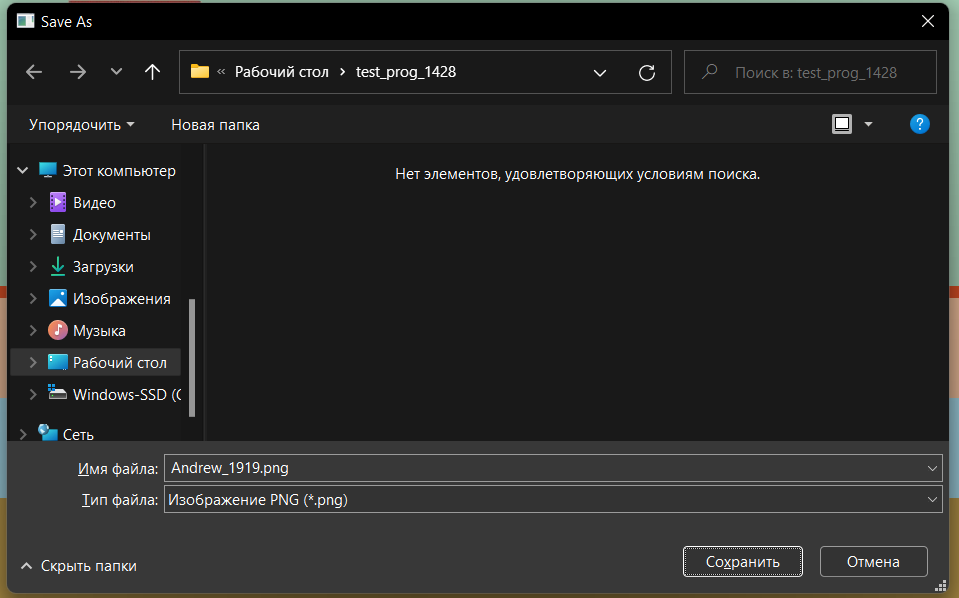 Save As
« Рабочий стол › test_prog_1428
Поиск в: test_prog_1428
Упорядочить
Новая папка
?
Этот компьютер
Видео
Документы
Загрузки
Изображения
Музыка
Рабочий стол
Windows-SSD (C
Сеть
Нет элементов, удовлетворяющих условиям поиска.
Имя файла: Andrew_1919.png
Тип файла: Изображение PNG (*.png)
Скрыть папки
Сохранить
Отмена